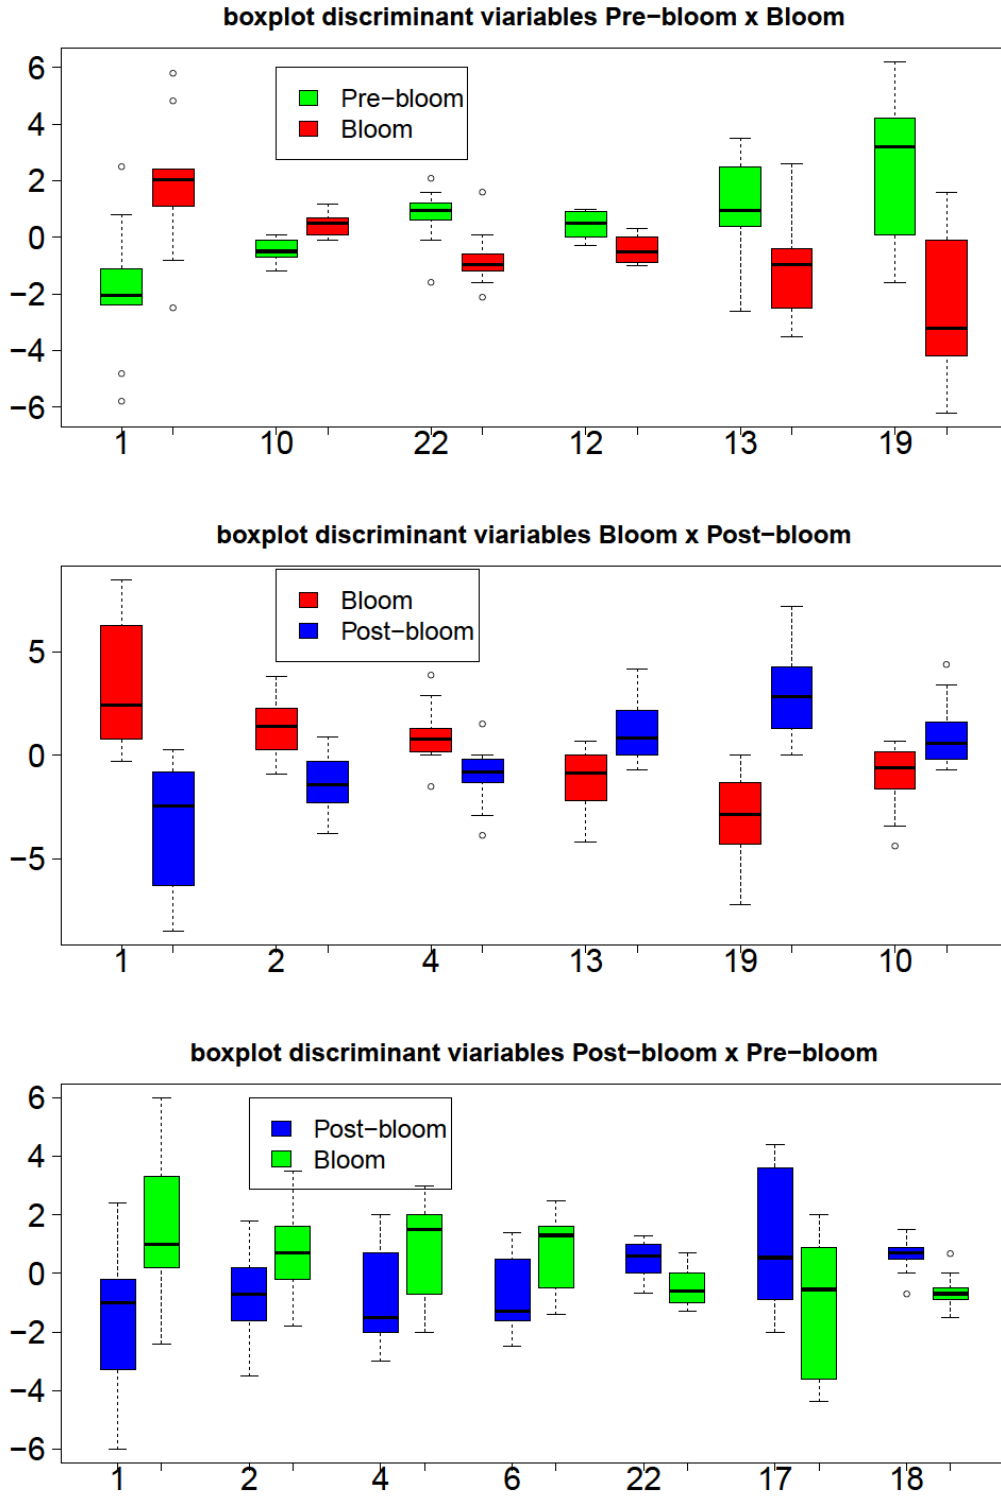 boxplot discriminant viariables Pre−bloom x Bloom
6
4
2
0
−2
−4
−6
Pre−bloom
Bloom
1 10 22 12 13 19
boxplot discriminant viariables Bloom x Post−bloom
5
0
−5
Bloom
Post−bloom
1 2 4 13 19 10
boxplot discriminant viariables Post−bloom x Pre−bloom
6
4
2
0
−2
−4
−6
Post−bloom
Bloom
1 2 4 6 22 17 18